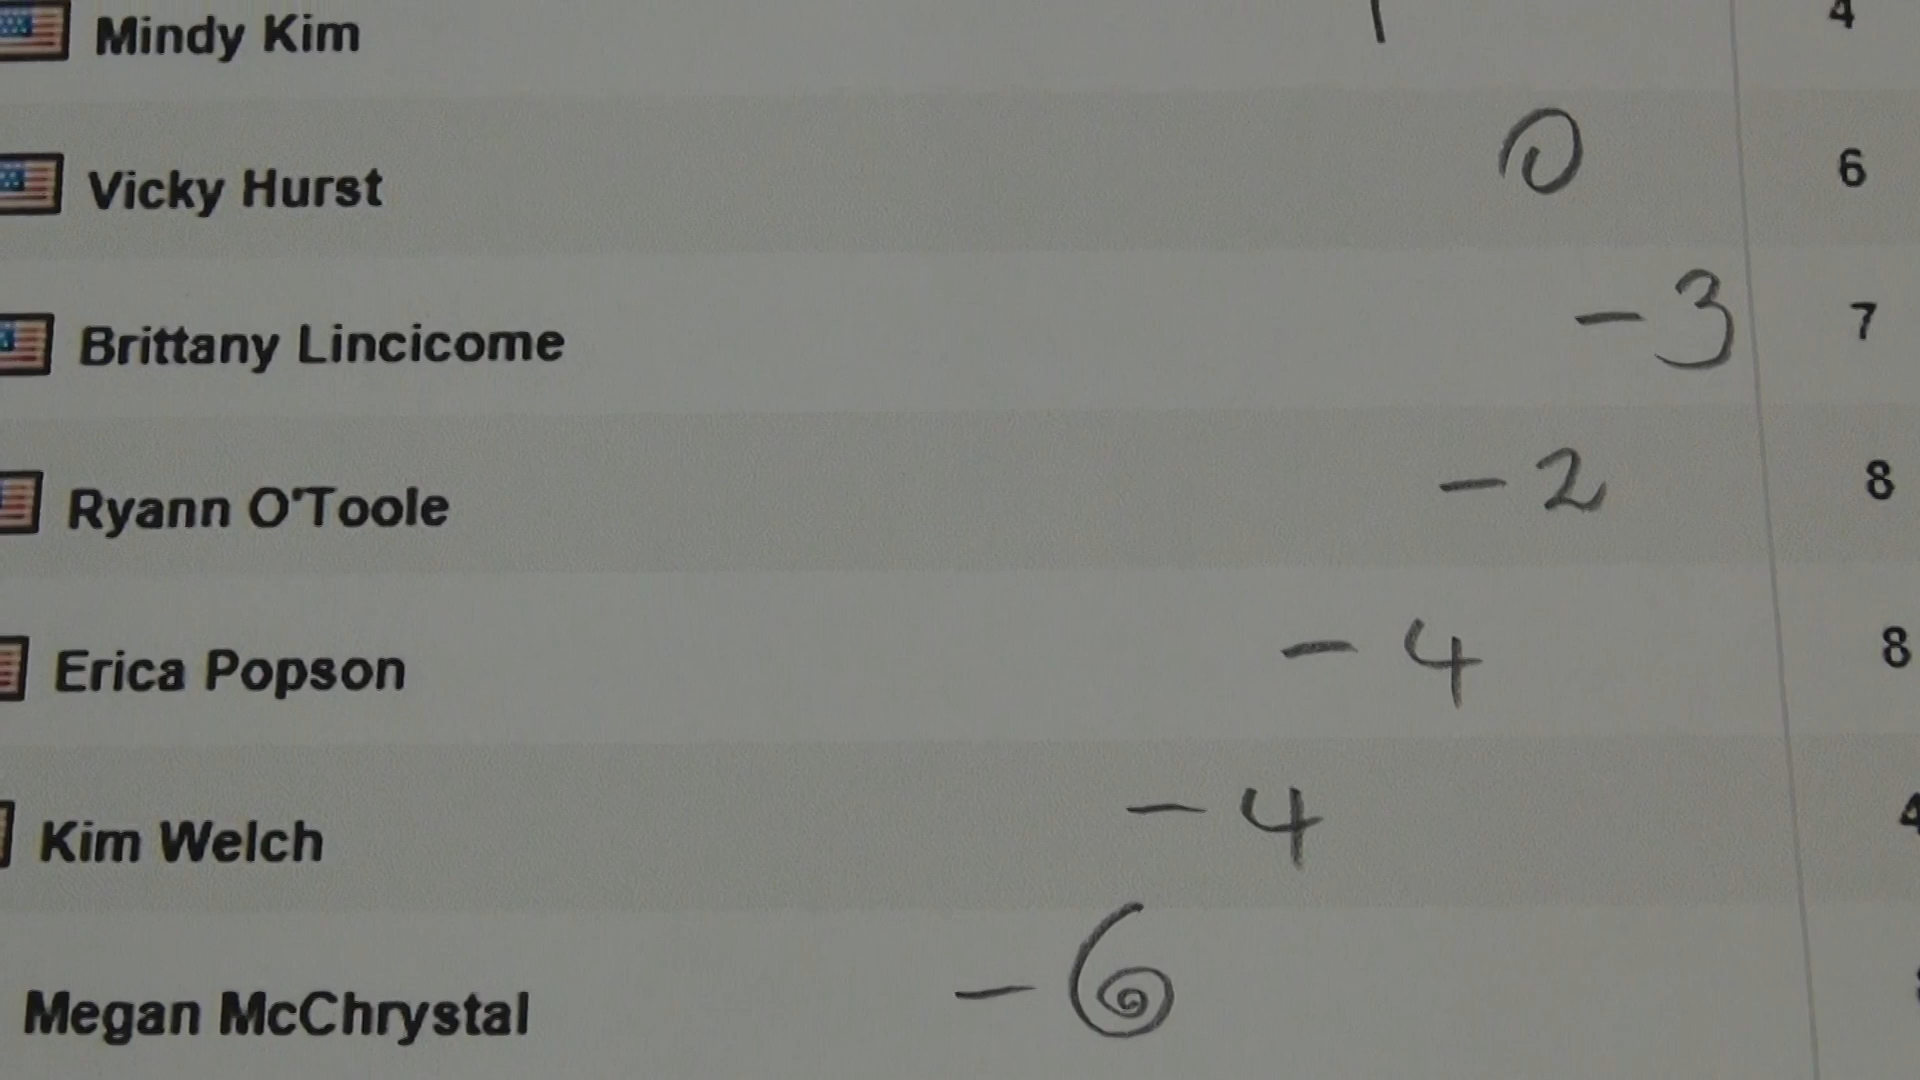 Mindy Kim 4
Vicky Hurst 0 6
Brittany Lincicome -3 7
Ryann O'Toole -2 8
Erica Popson -4 8
Kim Welch -4 4
Megan McChrystal -6